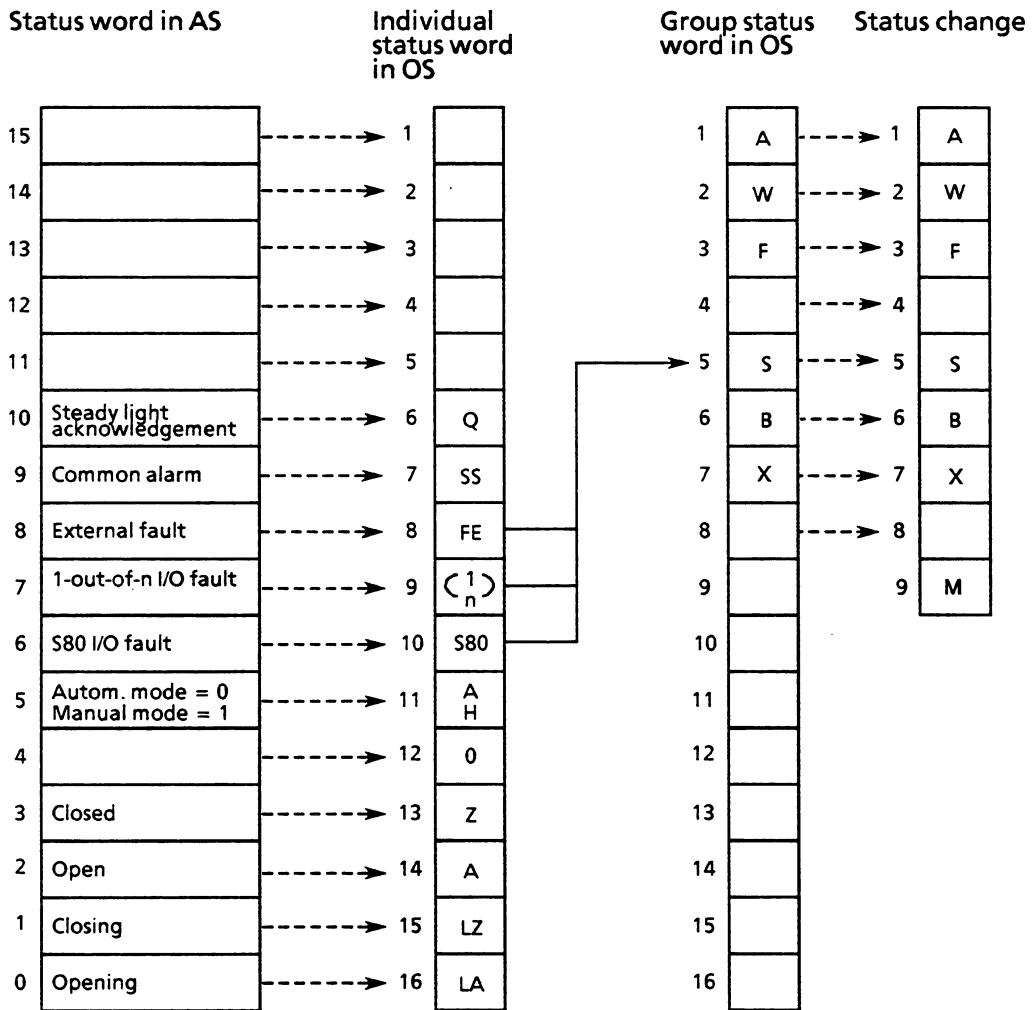 Status word in AS
Individual
status word
in OS
Group status
word in OS
Status change
15 1 1 A 1 A
14 2 2 W 2 W
13 3 3 F 3 F
12 4 4 4
11 5 5 S 5 S
10 Steady light
acknowledgement 6 Q 6 B 6 B
9 Common alarm 7 SS 7 X 7 X
8 External fault 8 FE 8 8
7 1-out-of-n I/O fault 9 ( 1
n ) 9 9 M
6 S80 I/O fault 10 S80 10
5 Autom. mode = 0
Manual mode = 1 11 A
H 11
4 12 0 12
3 Closed 13 Z 13
2 Open 14 A 14
1 Closing 15 LZ 15
0 Opening 16 LA 16